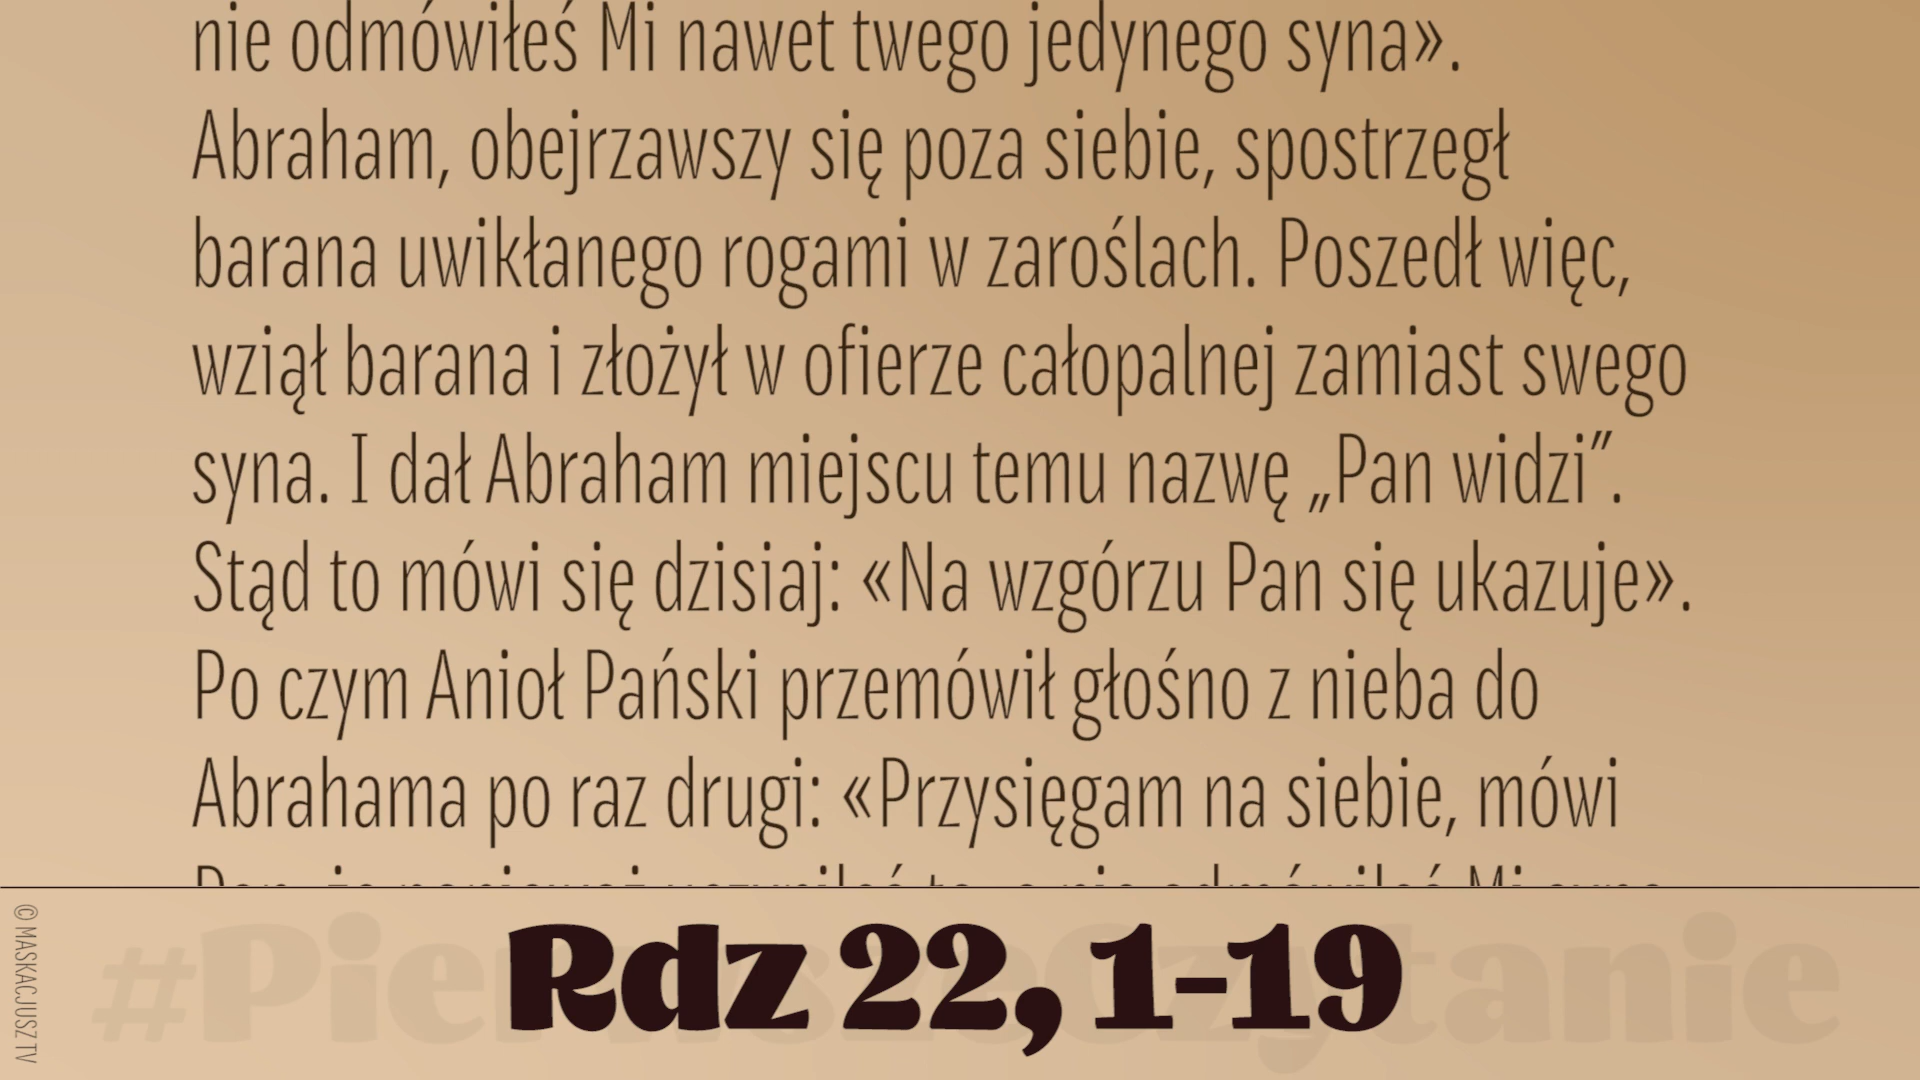 nie odmówiłeś Mi nawet twego jedynego syna».
Abraham, obejrzawszy się poza siebie, spostrzegł
barana uwikłanego rogami w zaroślach. Poszedł więc,
wziął barana i złożył w ofierze całopalnej zamiast swego
syna. I dał Abraham miejscu temu nazwę „Pan widzi”.
Stąd to mówi się dzisiaj: «Na wzgórzu Pan się ukazuje».
Po czym Anioł Pański przemówił głośno z nieba do
Abrahama po raz drugi: «Przysięgam na siebie, mówi
#PierwszeCzytanie
Rdz 22, 1-19
© MASKACJUSZ TV